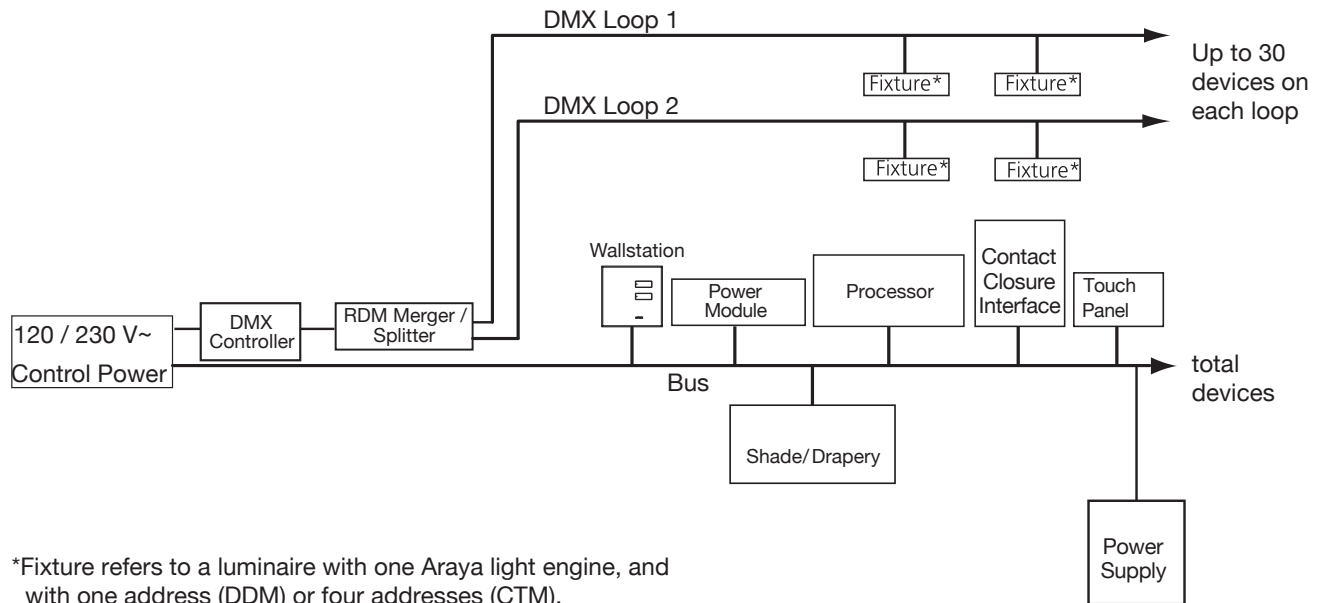 DMX Loop 1
Fixture*
Fixture*
Up to 30
devices on
each loop
DMX Loop 2
Fixture*
Fixture*
Wallstation
Power
Module
Processor
Contact
Closure
Interface
Touch
Panel
120 / 230 V~
Control Power
DMX
Controller
RDM Merger /
Splitter
Bus
total
devices
Shade/Drapery
Power
Supply
*Fixture refers to a luminaire with one Araya light engine, and
with one address (DDM) or four addresses (CTM).